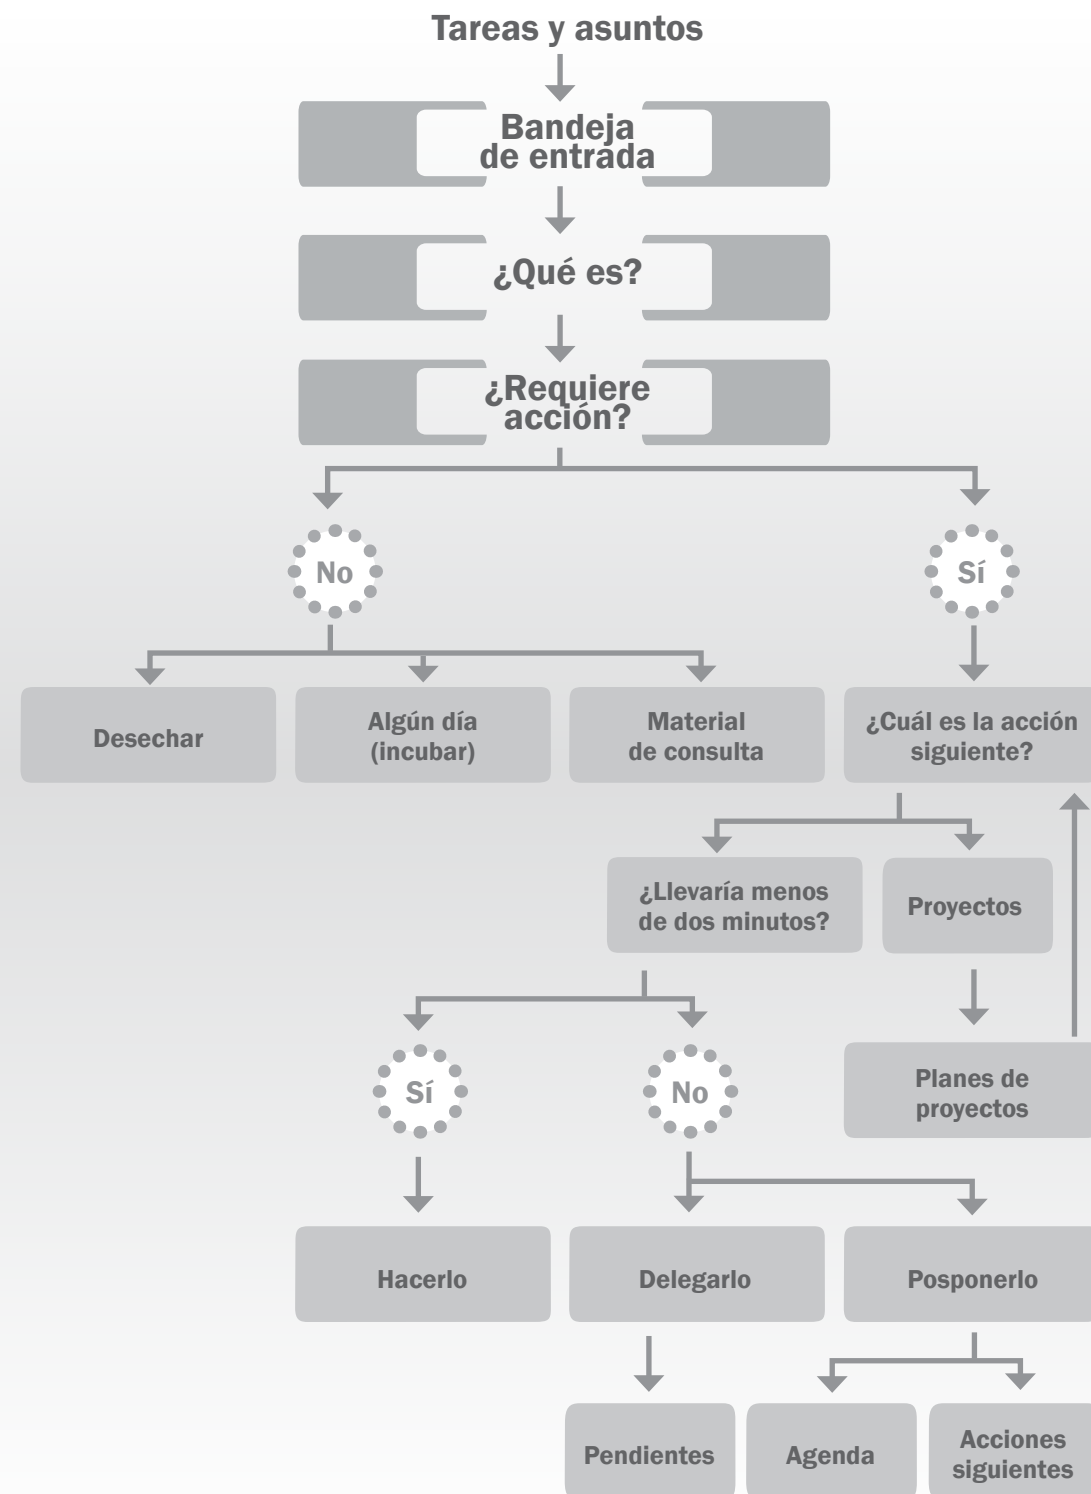 Tareas y asuntos
Bandeja
de entrada
¿Qué es?
¿Requiere
acción?
No
Sí
Desechar
Algún día
(incubar)
Material
de consulta
¿Cuál es la acción
siguiente?
¿Llevaría menos
de dos minutos?
Proyectos
Sí
No
Planes de
proyectos
Hacerlo
Delegarlo
Posponerlo
Pendientes
Agenda
Acciones
siguientes